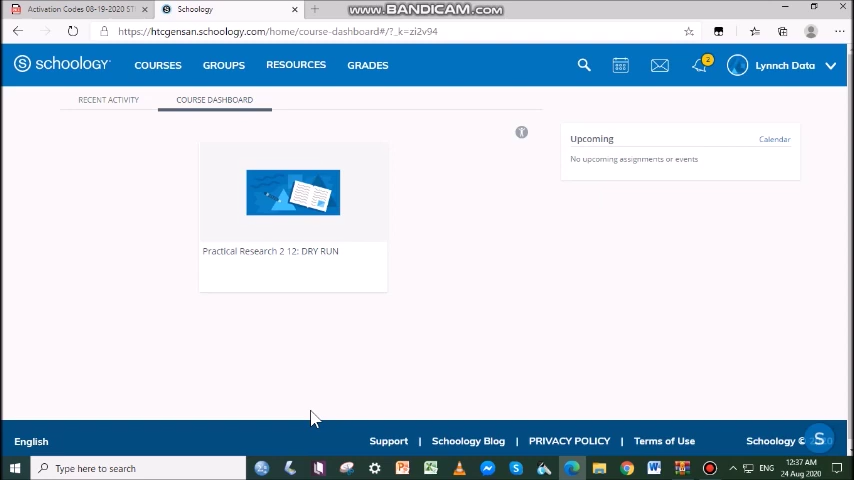 Activation Codes 08-19-2020 ST
Schoology
WWW.BANDICAM.COM
https://htcgensan.schoology.com/home/course-dashboard#/?_k=zi2v94
S schoology
COURSES
GROUPS
RESOURCES
GRADES
2
Lynnch Data
RECENT ACTIVITY
COURSE DASHBOARD
Upcoming
Calendar
No upcoming assignments or events
Practical Research 2 12: DRY RUN
English
Support | Schoology Blog | PRIVACY POLICY | Terms of Use
Schoology ©
S
Type here to search
ENG
12:37 AM
24 Aug 2020